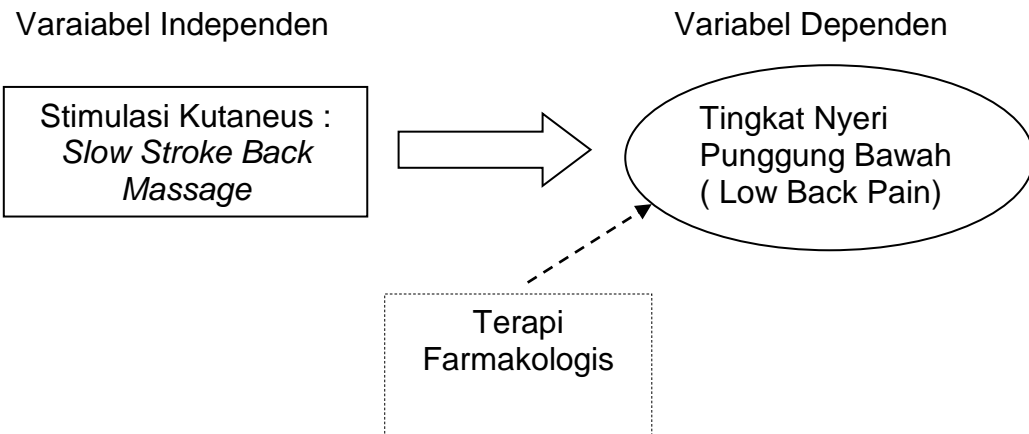 Varaiabel Independen
Variabel Dependen
Stimulasi Kutaneus :
Slow Stroke Back
Massage
Tingkat Nyeri
Punggung Bawah
( Low Back Pain)
Terapi
Farmakologis